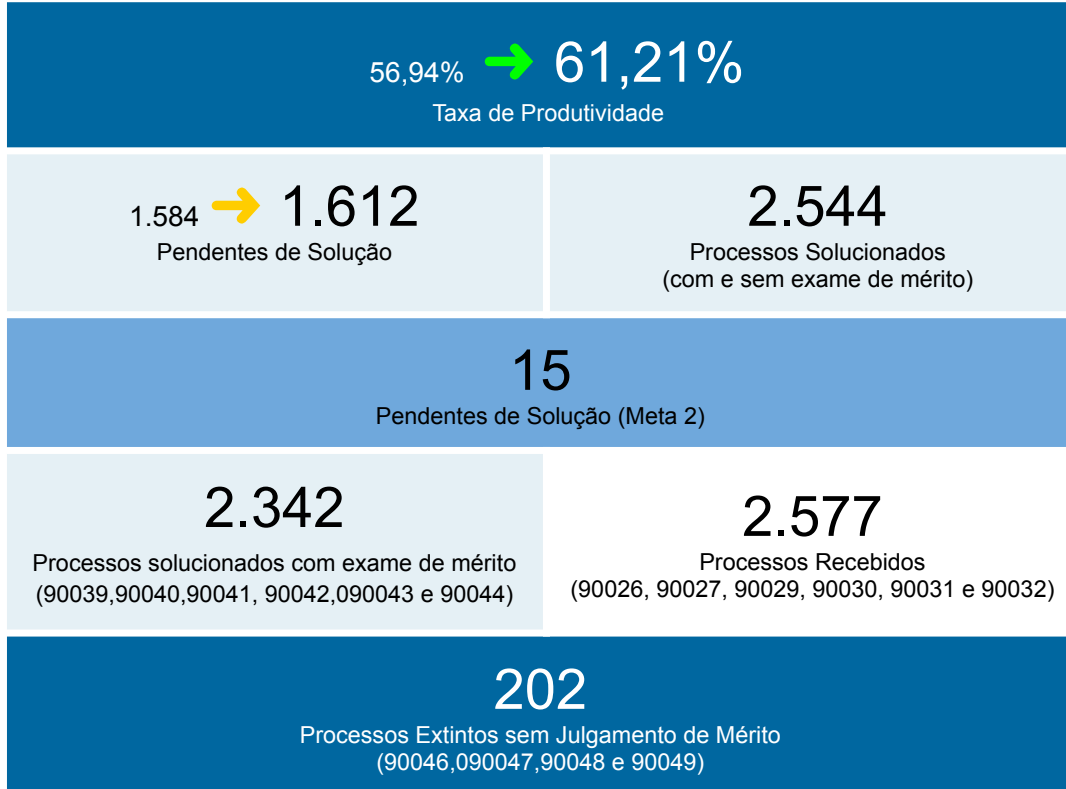 56,94% ➜ 61,21%
Taxa de Produtividade
1.584 ➜ 1.612
Pendentes de Solução
2.544
Processos Solucionados
(com e sem exame de mérito)
15
Pendentes de Solução (Meta 2)
2.342
Processos solucionados com exame de mérito
(90039,90040,90041, 90042,090043 e 90044)
2.577
Processos Recebidos
(90026, 90027, 90029, 90030, 90031 e 90032)
202
Processos Extintos sem Julgamento de Mérito
(90046,090047,90048 e 90049)